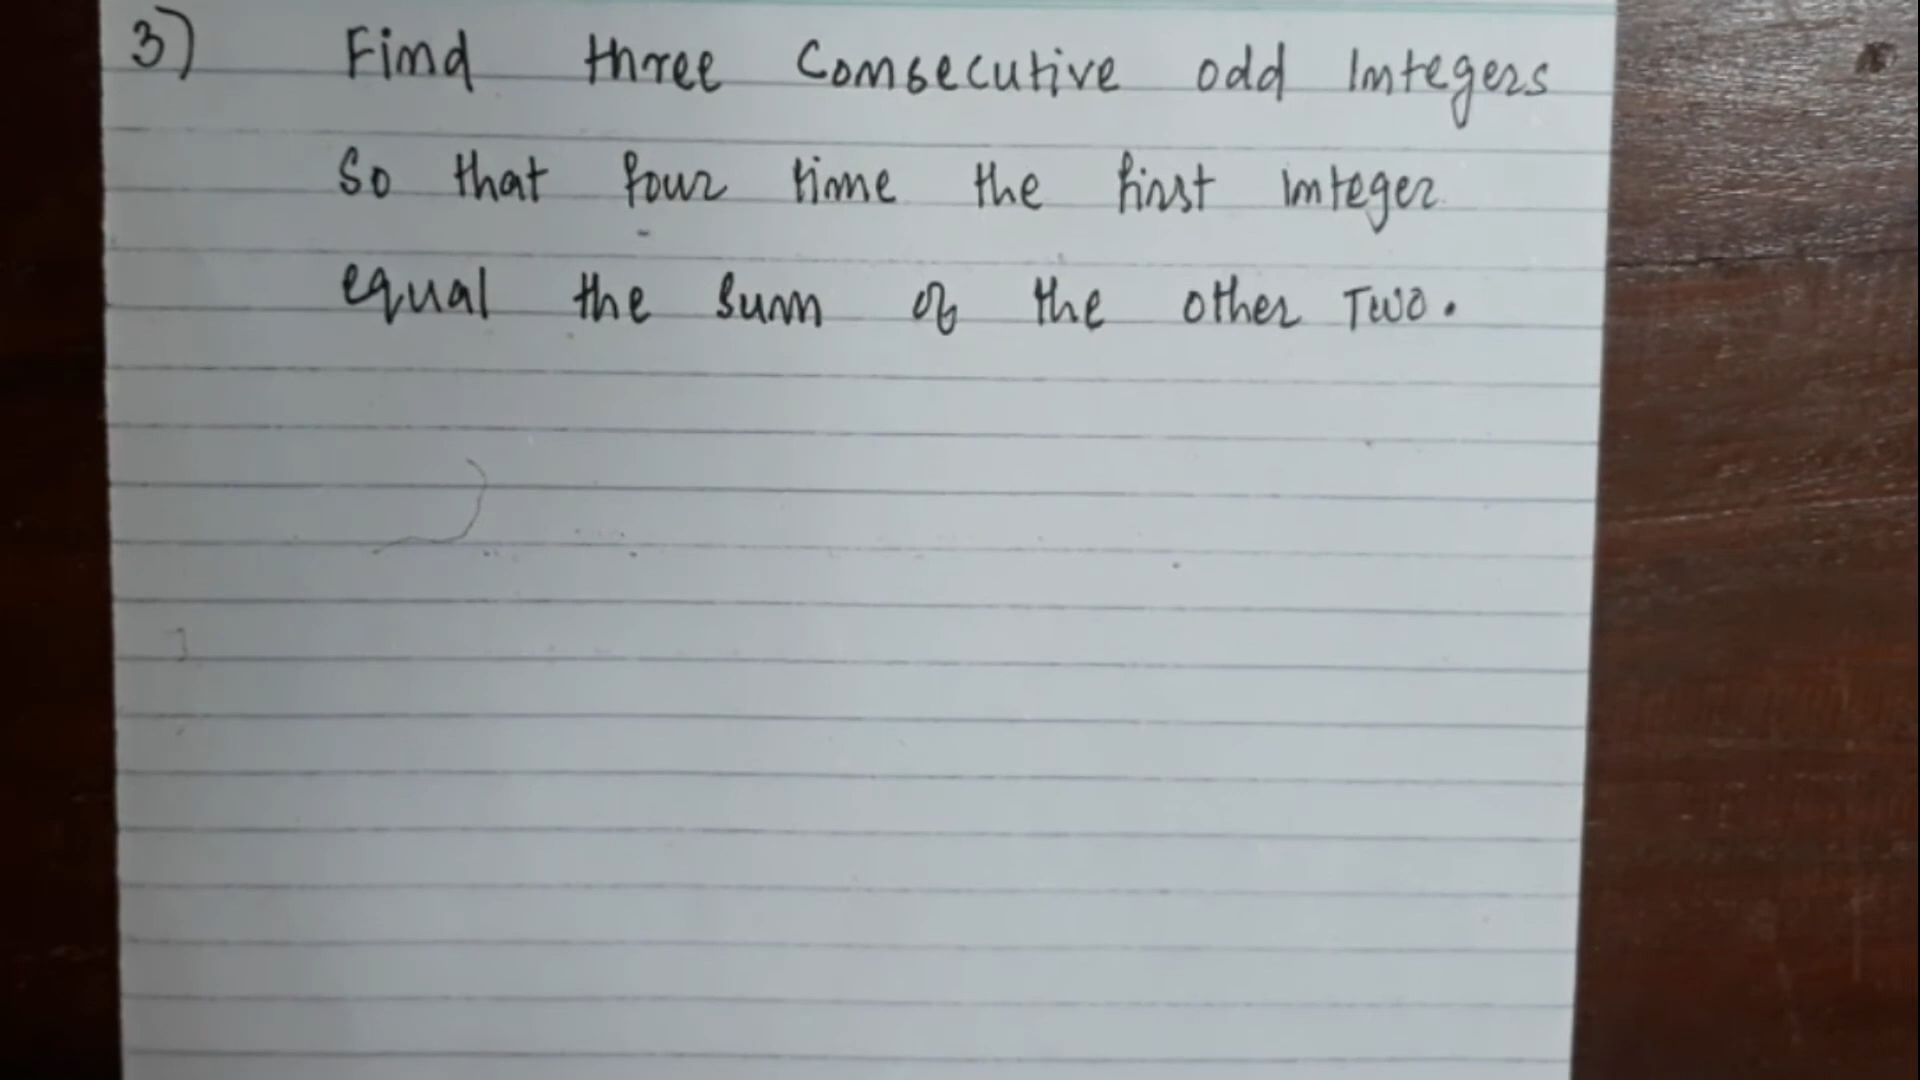 3) Find three Consecutive odd Integers
So that four time the first integer
equal the sum of the other Two.